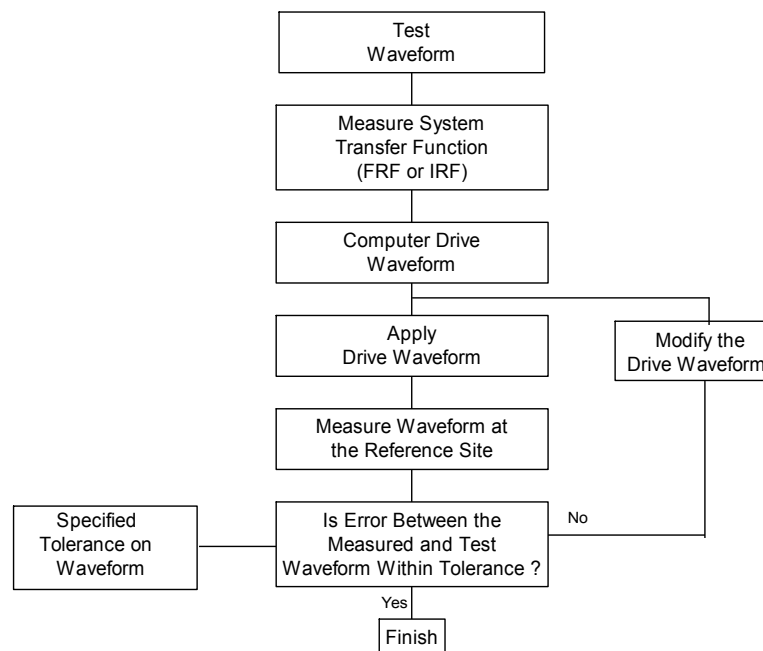 Test
Waveform
Measure System
Transfer Function
(FRF or IRF)
Computer Drive
Waveform
Apply
Drive Waveform
Modify the
Drive Waveform
Measure Waveform at
the Reference Site
Specified
Tolerance on
Waveform
Is Error Between the
Measured and Test
Waveform Within Tolerance ?
No
Yes
Finish